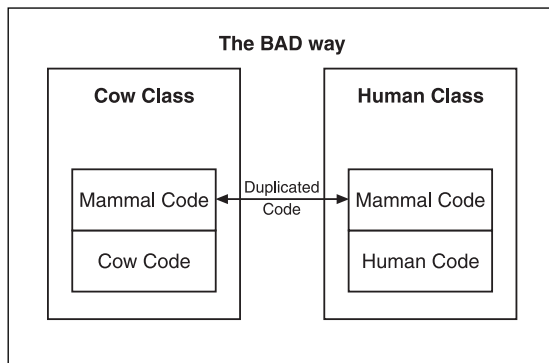 The BAD way
Cow Class
Human Class
Mammal Code
Duplicated
Code
Mammal Code
Cow Code
Human Code